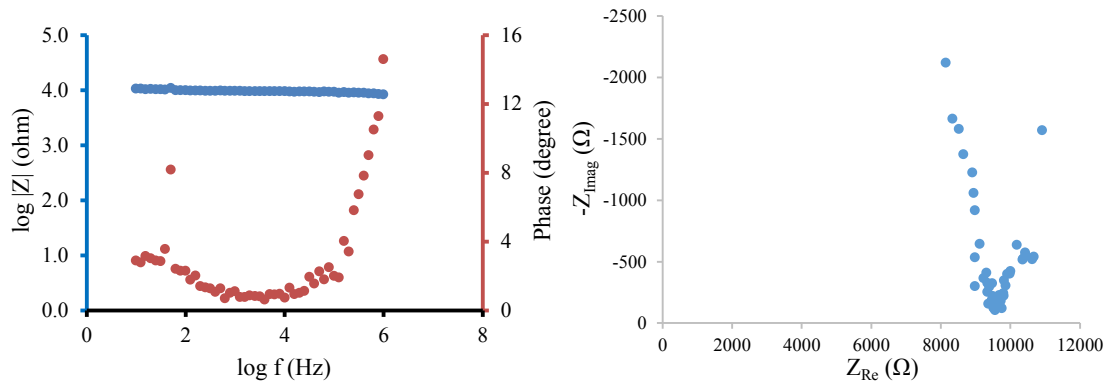 5.0
4.0
3.0
2.0
1.0
0.0
log |Z| (ohm)
0 2 4 6 8
log f (Hz)
16
12
8
4
0
Phase (degree)
-2500
-2000
-1500
-1000
-500
0
-Z_Imag (Ω)
0 2000 4000 6000 8000 10000 12000
Z_Re (Ω)